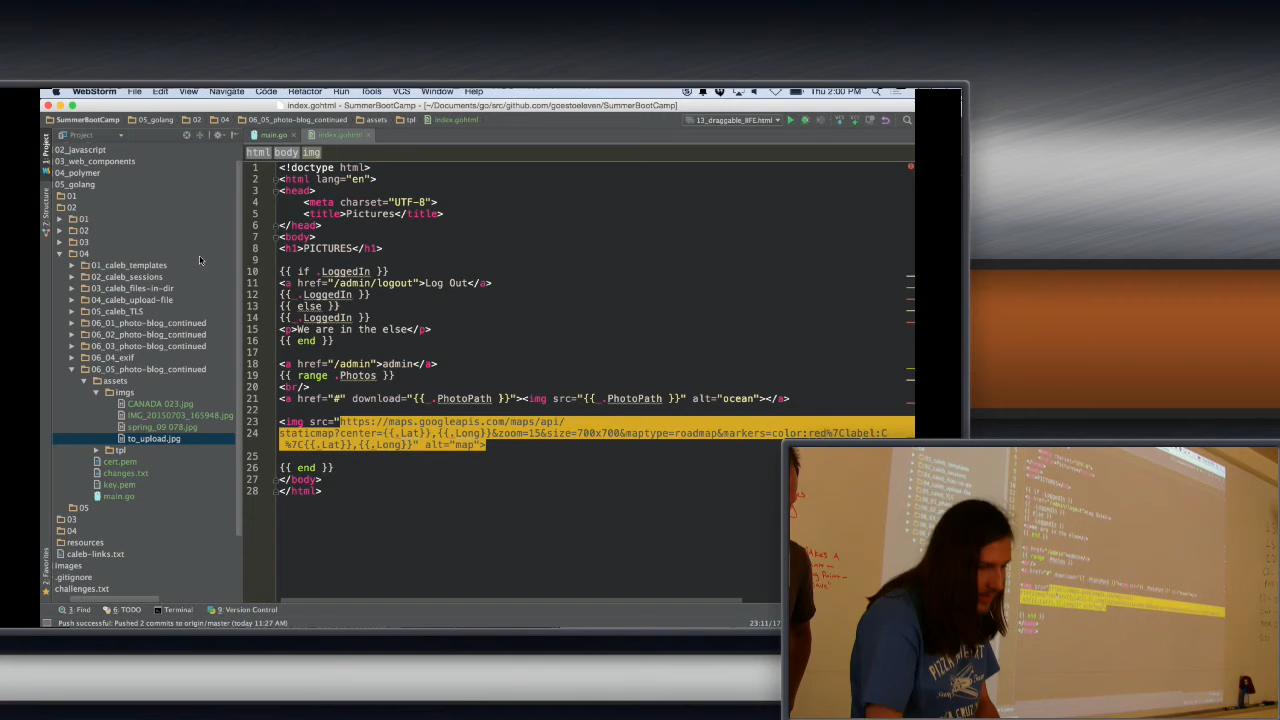 WebStorm File Edit View Navigate Code Refactor Run Tools VCS Window Help Thu 2:00 PM
index.gohtml - SummerBootCamp - [~/Documents/go/src/github.com/goestoeleven/SummerBootCamp]
SummerBootCamp 05_golang 02 04 06_05_photo-blog_continued assets tpl index.gohtml 13_draggable_IIFE.html
Project main.go index.gohtml
1: Project
7: Structure
2: Favorites
02_javascript
03_web_components
04_polymer
05_golang
01
02
01
02
03
04
01_caleb_templates
02_caleb_sessions
03_caleb_files-in-dir
04_caleb_upload-file
05_caleb_TLS
06_01_photo-blog_continued
06_02_photo-blog_continued
06_03_photo-blog_continued
06_04_exif
06_05_photo-blog_continued
assets
imgs
CANADA 023.jpg
IMG_20150703_165948.jpg
spring_09 078.jpg
to_upload.jpg
tpl
cert.pem
changes.txt
key.pem
main.go
05
03
04
resources
caleb-links.txt
images
.gitignore
challenges.txt
html body img
1 <!doctype html>
2 <html lang="en">
3 <head>
4 <meta charset="UTF-8">
5 <title>Pictures</title>
6 </head>
7 <body>
8 <h1>PICTURES</h1>
9
10 {{ if .LoggedIn }}
11 <a href="/admin/logout">Log Out</a>
12 {{ .LoggedIn }}
13 {{ else }}
14 {{ .LoggedIn }}
15 <p>We are in the else</p>
16 {{ end }}
17
18 <a href="/admin">admin</a>
19 {{ range .Photos }}
20 <br/>
21 <a href="#" download="{{ .PhotoPath }}"><img src="{{ .PhotoPath }}" alt="ocean"></a>
22
23 <img src="https://maps.googleapis.com/maps/api/
24 staticmap?center={{.Lat}},{{.Long}}&zoom=15&size=700x700&maptype=roadmap&markers=color:red%7Clabel:C
%7C{{.Lat}},{{.Long}}" alt="map">
25
26 {{ end }}
27 </body>
28 </html>
3: Find 6: TODO Terminal 9: Version Control
Push successful: Pushed 2 commits to origin/master (today 11:27 AM) 23:11/17